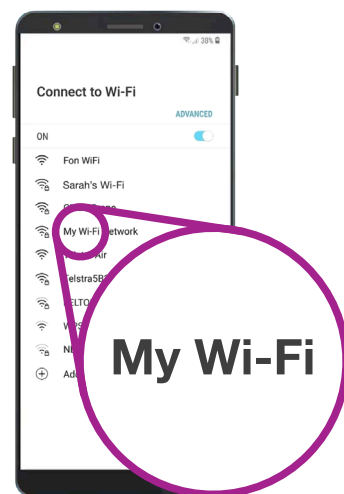 38%
Connect to Wi-Fi
ADVANCED
ON
Fon WiFi
Sarah's Wi-Fi
My Wi-Fi Network
Air
Telstra5B
My Wi-Fi